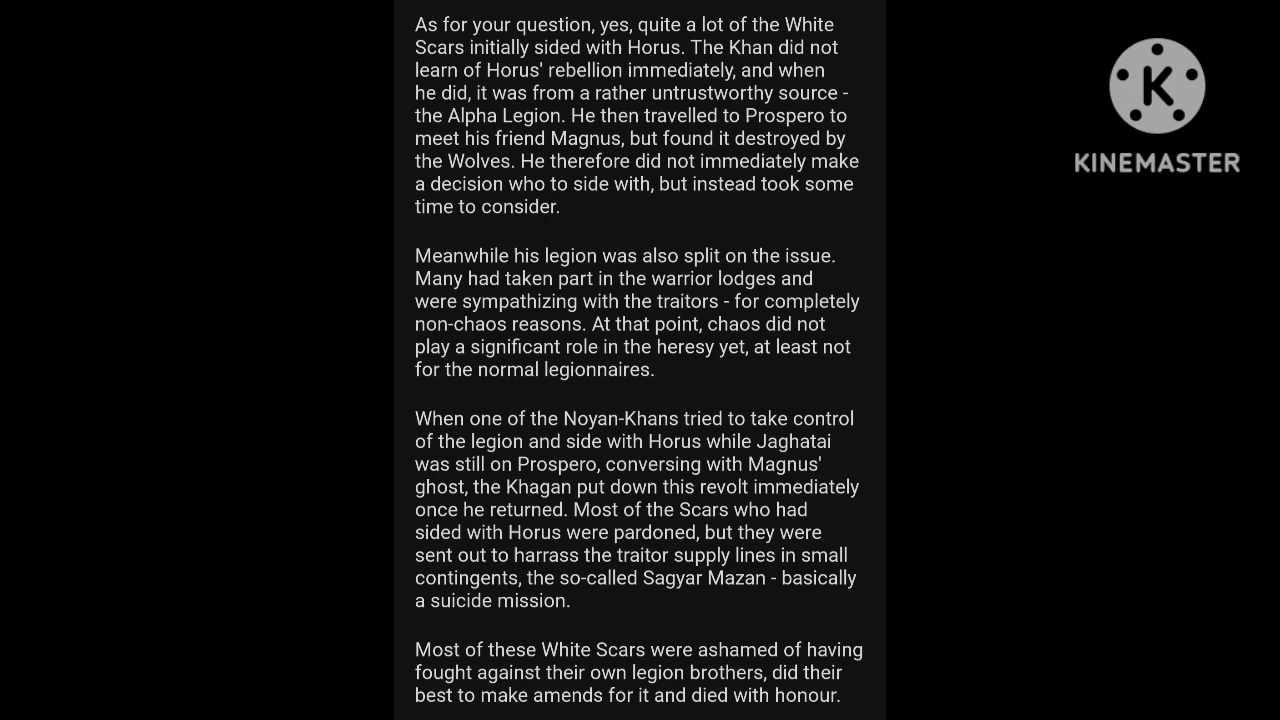 As for your question, yes, quite a lot of the White
Scars initially sided with Horus. The Khan did not
learn of Horus' rebellion immediately, and when
he did, it was from a rather untrustworthy source -
the Alpha Legion. He then travelled to Prospero to
meet his friend Magnus, but found it destroyed by
the Wolves. He therefore did not immediately make
a decision who to side with, but instead took some
time to consider.
Meanwhile his legion was also split on the issue.
Many had taken part in the warrior lodges and
were sympathizing with the traitors - for completely
non-chaos reasons. At that point, chaos did not
play a significant role in the heresy yet, at least not
for the normal legionnaires.
When one of the Noyan-Khans tried to take control
of the legion and side with Horus while Jaghatai
was still on Prospero, conversing with Magnus'
ghost, the Khagan put down this revolt immediately
once he returned. Most of the Scars who had
sided with Horus were pardoned, but they were
sent out to harrass the traitor supply lines in small
contingents, the so-called Sagyar Mazan - basically
a suicide mission.
Most of these White Scars were ashamed of having
fought against their own legion brothers, did their
best to make amends for it and died with honour.
K
KINEMASTER